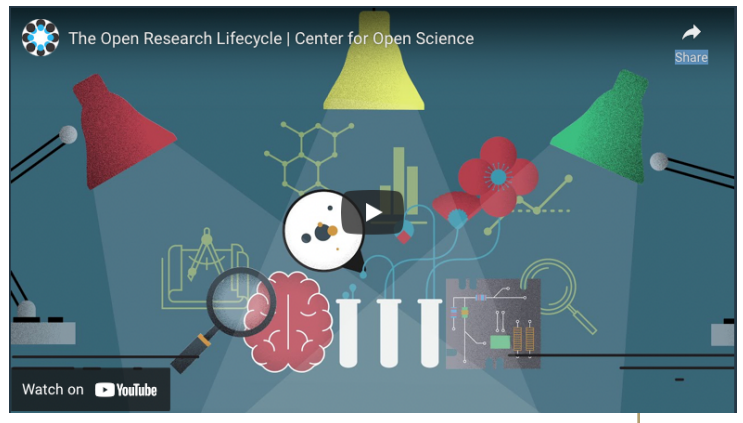 The Open Research Lifecycle | Center for Open Science
Share
Watch on YouTube